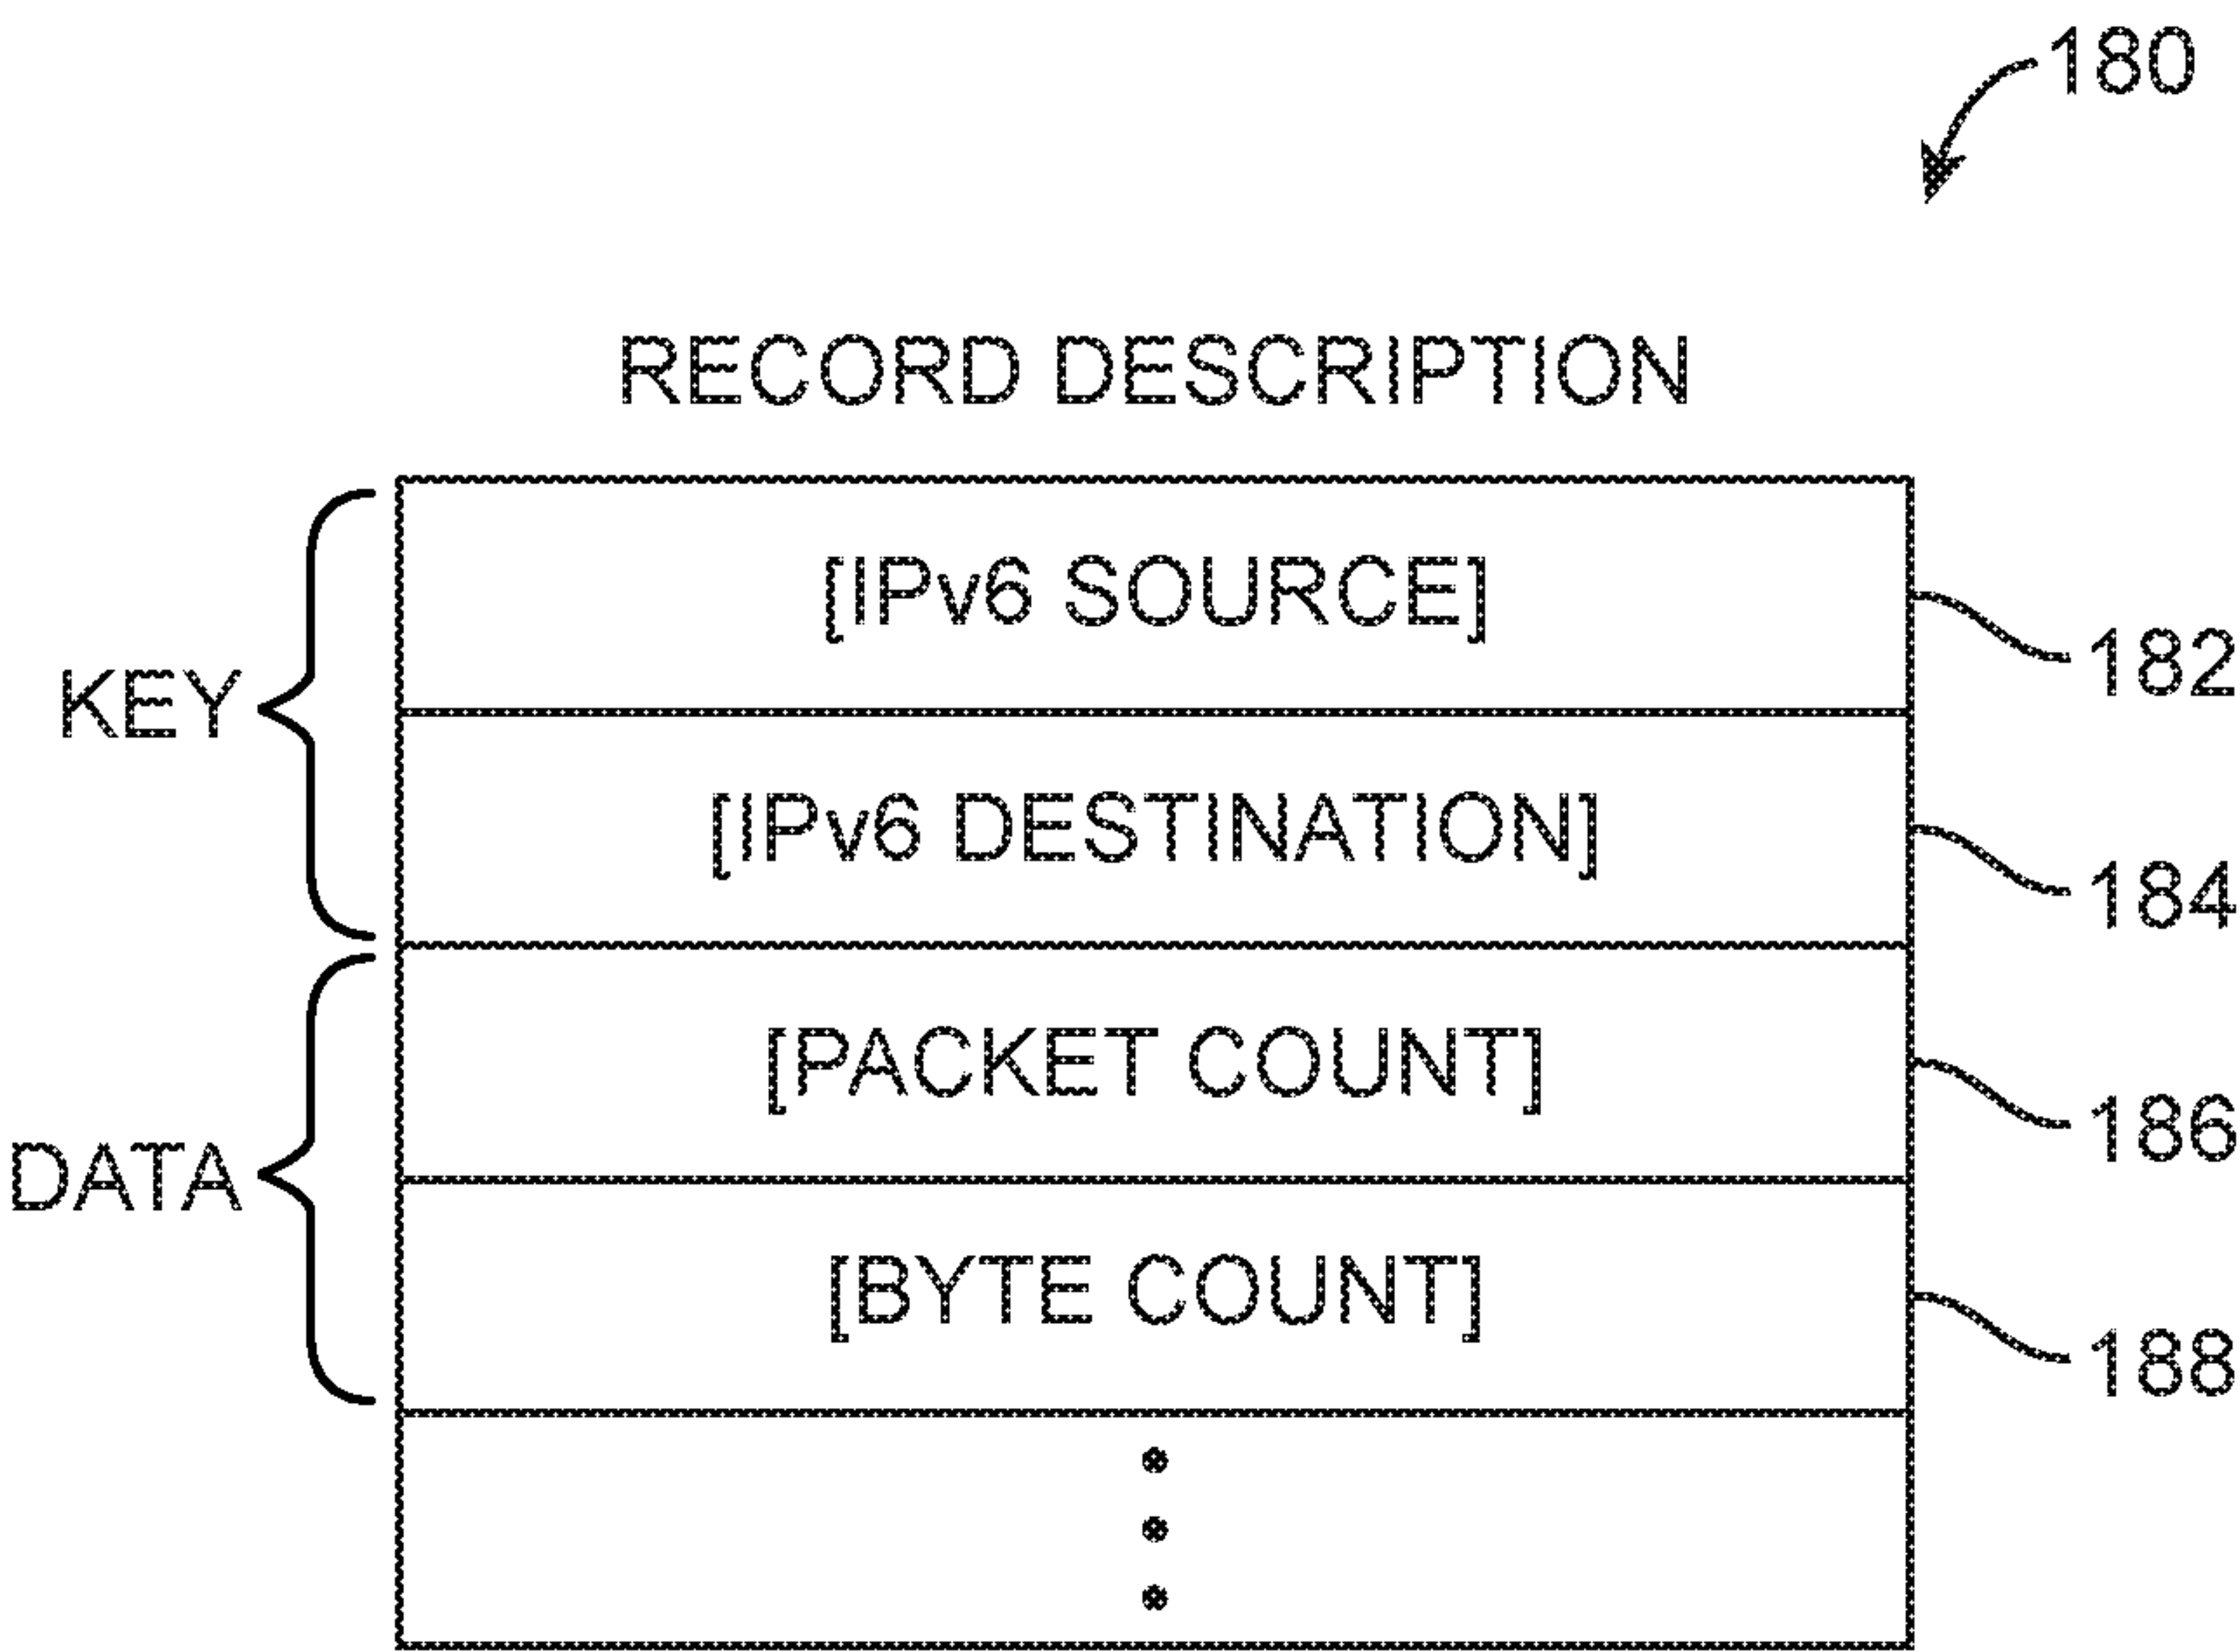 180
RECORD DESCRIPTION
[IPv6 SOURCE]
182
KEY
[IPv6 DESTINATION]
184
[PACKET COUNT]
186
DATA
[BYTE COUNT]
188